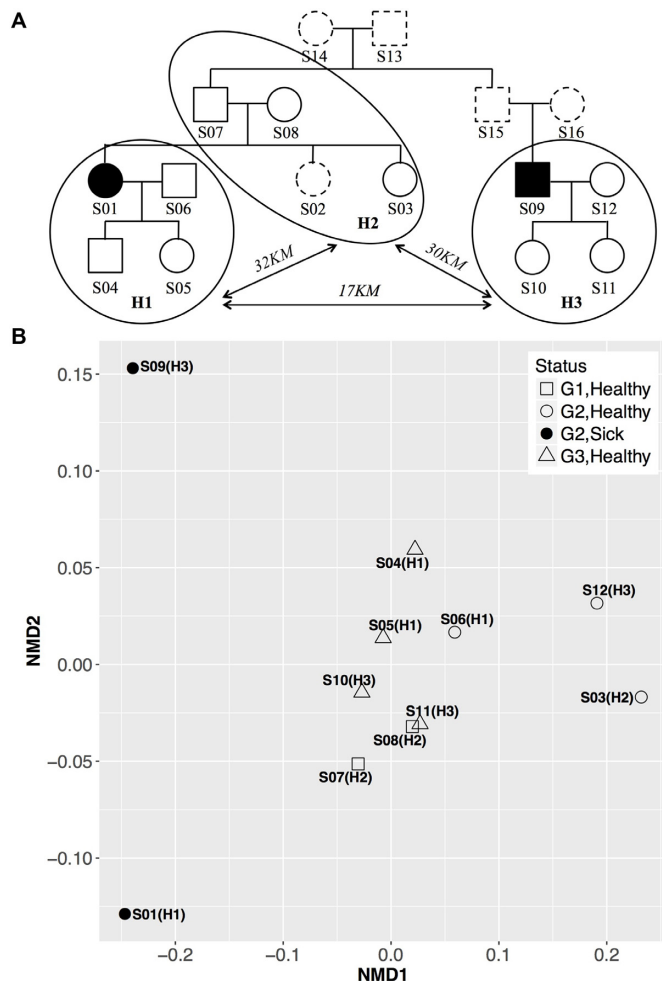 A
S14 S13
S07 S08 S15 S16
S01 S06 S02 S03 S09 S12
H2
S04 S05 S10 S11
H1 H3
32KM 30KM
17KM
B
S09(H3)
Status
G1,Healthy
G2,Healthy
G2,Sick
G3,Healthy
S04(H1)
S12(H3)
S05(H1) S06(H1)
S10(H3)
S03(H2)
S11(H3)
S08(H2)
S07(H2)
S01(H1)
0.15
0.10
0.05
0.00
−0.05
−0.10
NMD2
−0.2 −0.1 0.0 0.1 0.2
NMD1